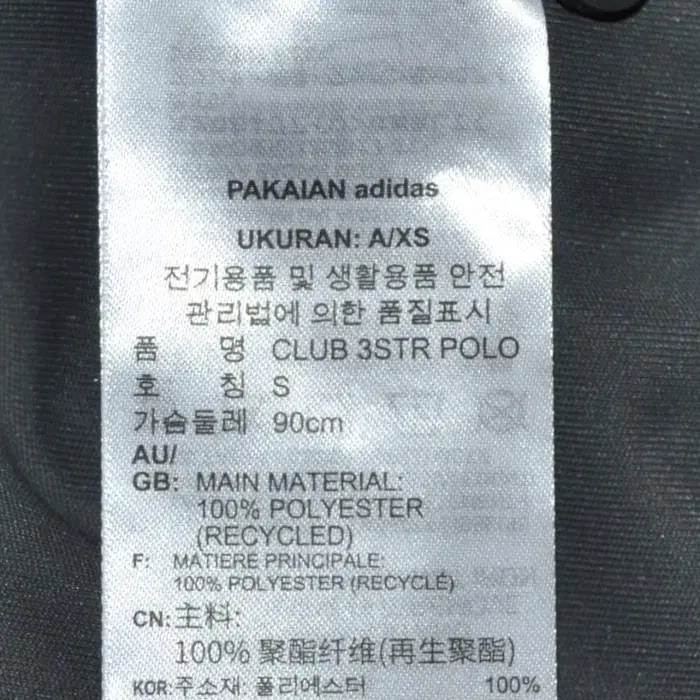 PAKAIAN adidas
UKURAN: A/XS
전기용품 및 생활용품 안전
관리법에 의한 품질표시
품 명 CLUB 3STR POLO
호 칭 S
가슴둘레 90cm
AU/
GB: MAIN MATERIAL:
100% POLYESTER
(RECYCLED)
F: MATIERE PRINCIPALE:
100% POLYESTER (RECYCLÉ)
CN: 主料:
100% 聚酯纤维(再生聚酯)
KOR: 주소재: 폴리에스터 100%